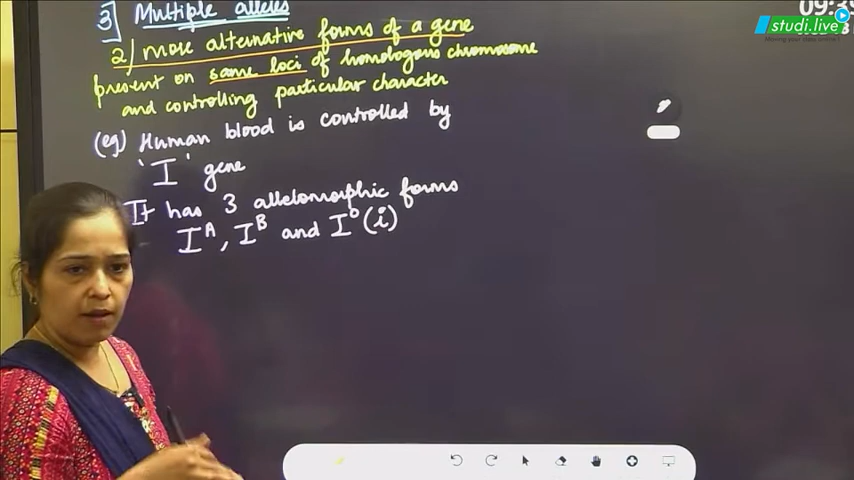 3] Multiple alleles
2/ more alternative forms of a gene
present on same loci of homologous chromosome
and controlling particular character
(eg) Human blood is controlled by
'I' gene
It has 3 allelomorphic forms
I^A, I^B and I^o (i)
studi.live